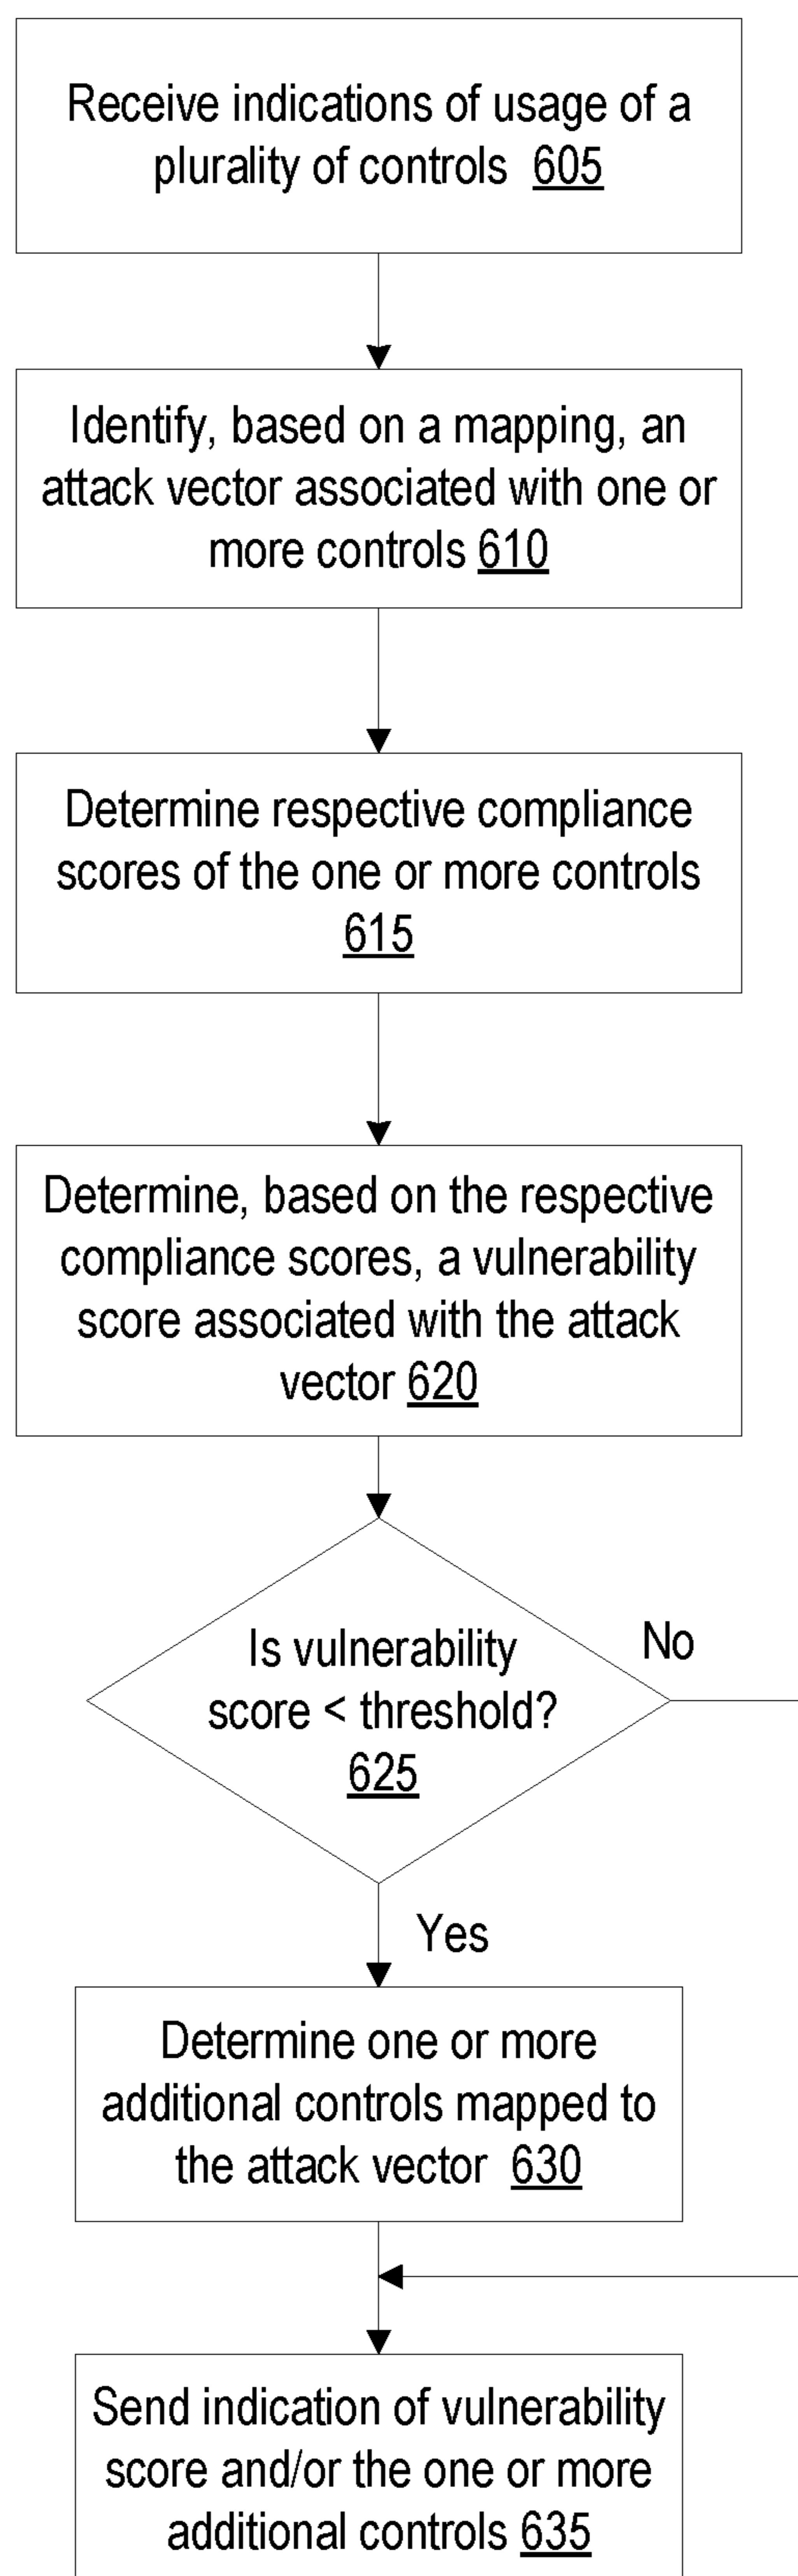 Receive indications of usage of a
plurality of controls 605
Identify, based on a mapping, an
attack vector associated with one or
more controls 610
Determine respective compliance
scores of the one or more controls
615
Determine, based on the respective
compliance scores, a vulnerability
score associated with the attack
vector 620
Is vulnerability
score < threshold?
625
No
Yes
Determine one or more
additional controls mapped to
the attack vector 630
Send indication of vulnerability
score and/or the one or more
additional controls 635